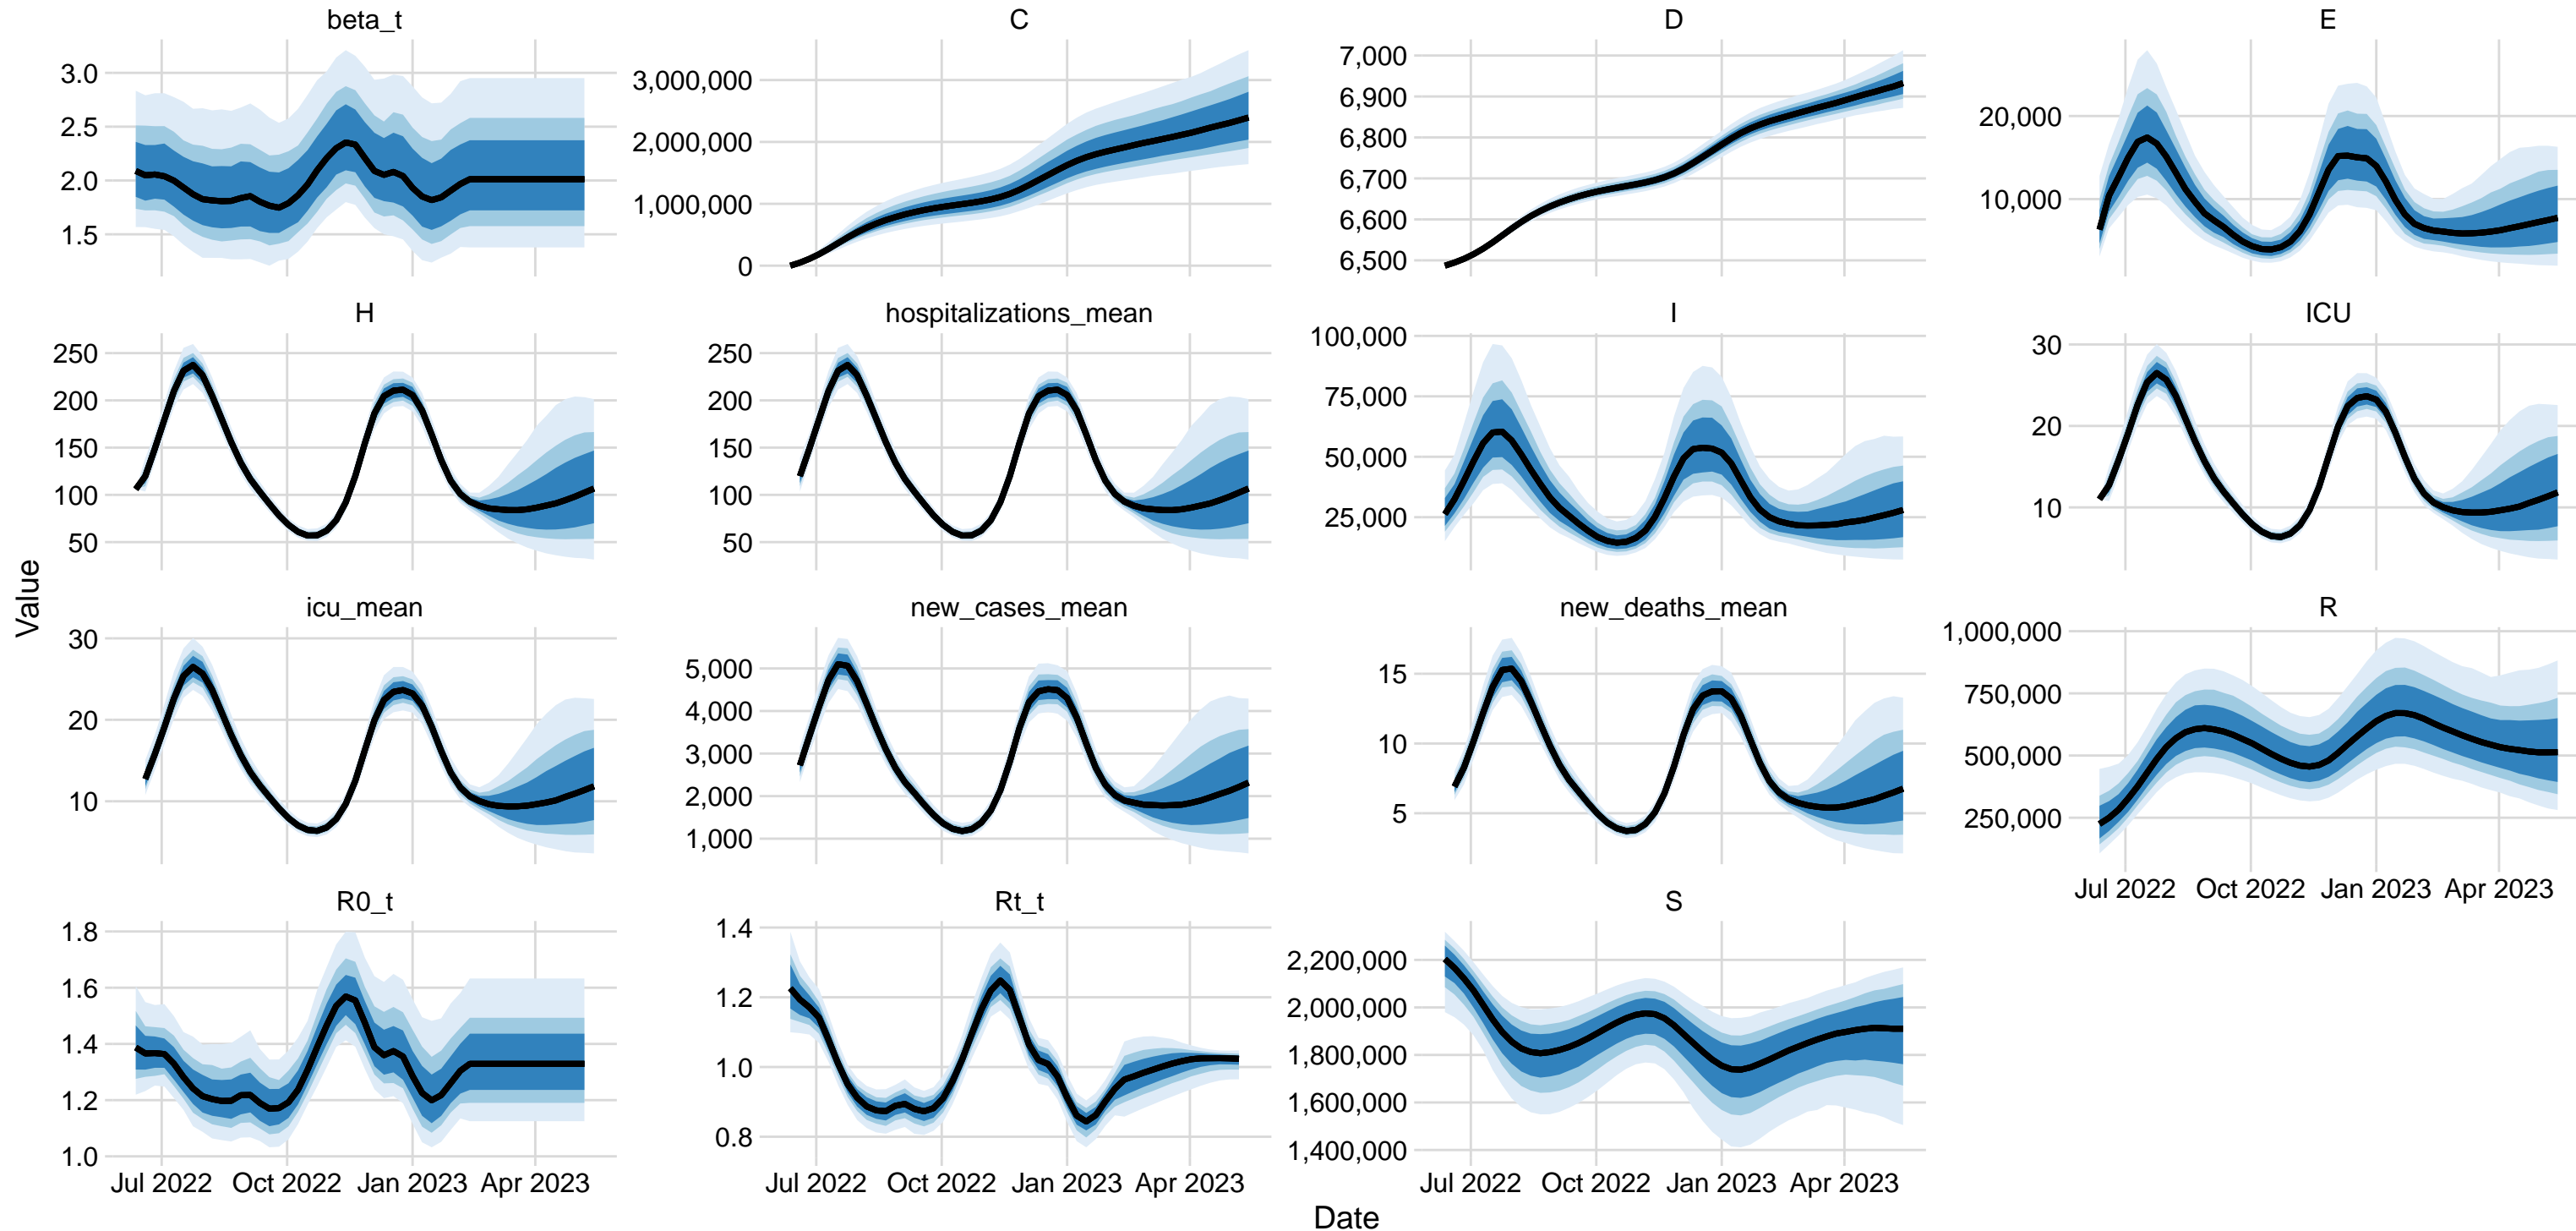 beta_t
C
D
E
3.0
2.5
2.0
1.5
3,000,000
2,000,000
1,000,000
0
7,000
6,900
6,800
6,700
6,600
6,500
20,000
10,000
H
hospitalizations_mean
I
ICU
250
200
150
100
50
250
200
150
100
50
100,000
75,000
50,000
25,000
30
20
10
Value
icu_mean
new_cases_mean
new_deaths_mean
R
30
20
10
5,000
4,000
3,000
2,000
1,000
15
10
5
1,000,000
750,000
500,000
250,000
Jul 2022 Oct 2022 Jan 2023 Apr 2023
R0_t
Rt_t
S
1.8
1.6
1.4
1.2
1.0
1.4
1.2
1.0
0.8
2,200,000
2,000,000
1,800,000
1,600,000
1,400,000
Jul 2022 Oct 2022 Jan 2023 Apr 2023
Jul 2022 Oct 2022 Jan 2023 Apr 2023
Jul 2022 Oct 2022 Jan 2023 Apr 2023
Date